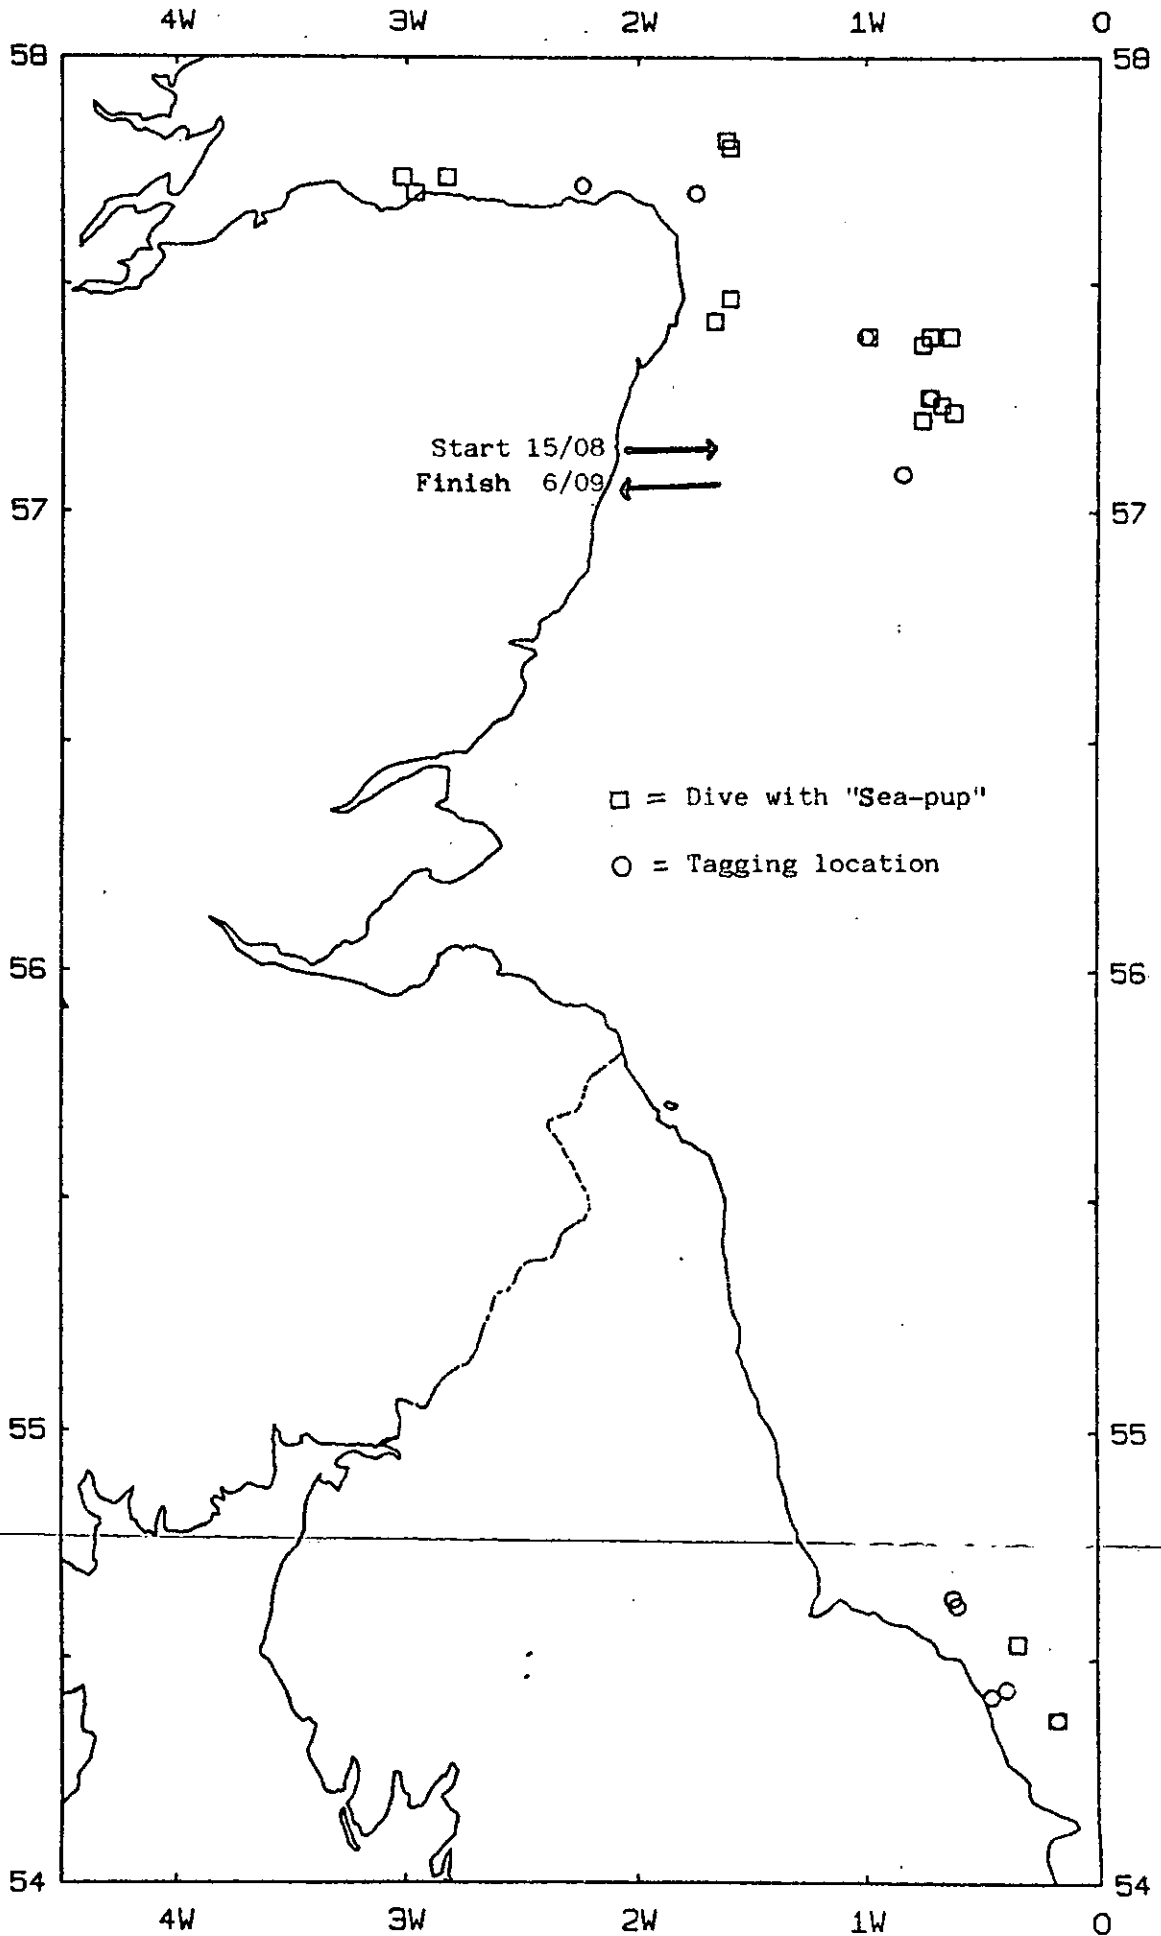 4W 3W 2W 1W 0
58 58
Start 15/08
Finish 6/09
57 57
□ = Dive with "Sea-pup"
○ = Tagging location
56 56
55 55
54 54
4W 3W 2W 1W 0